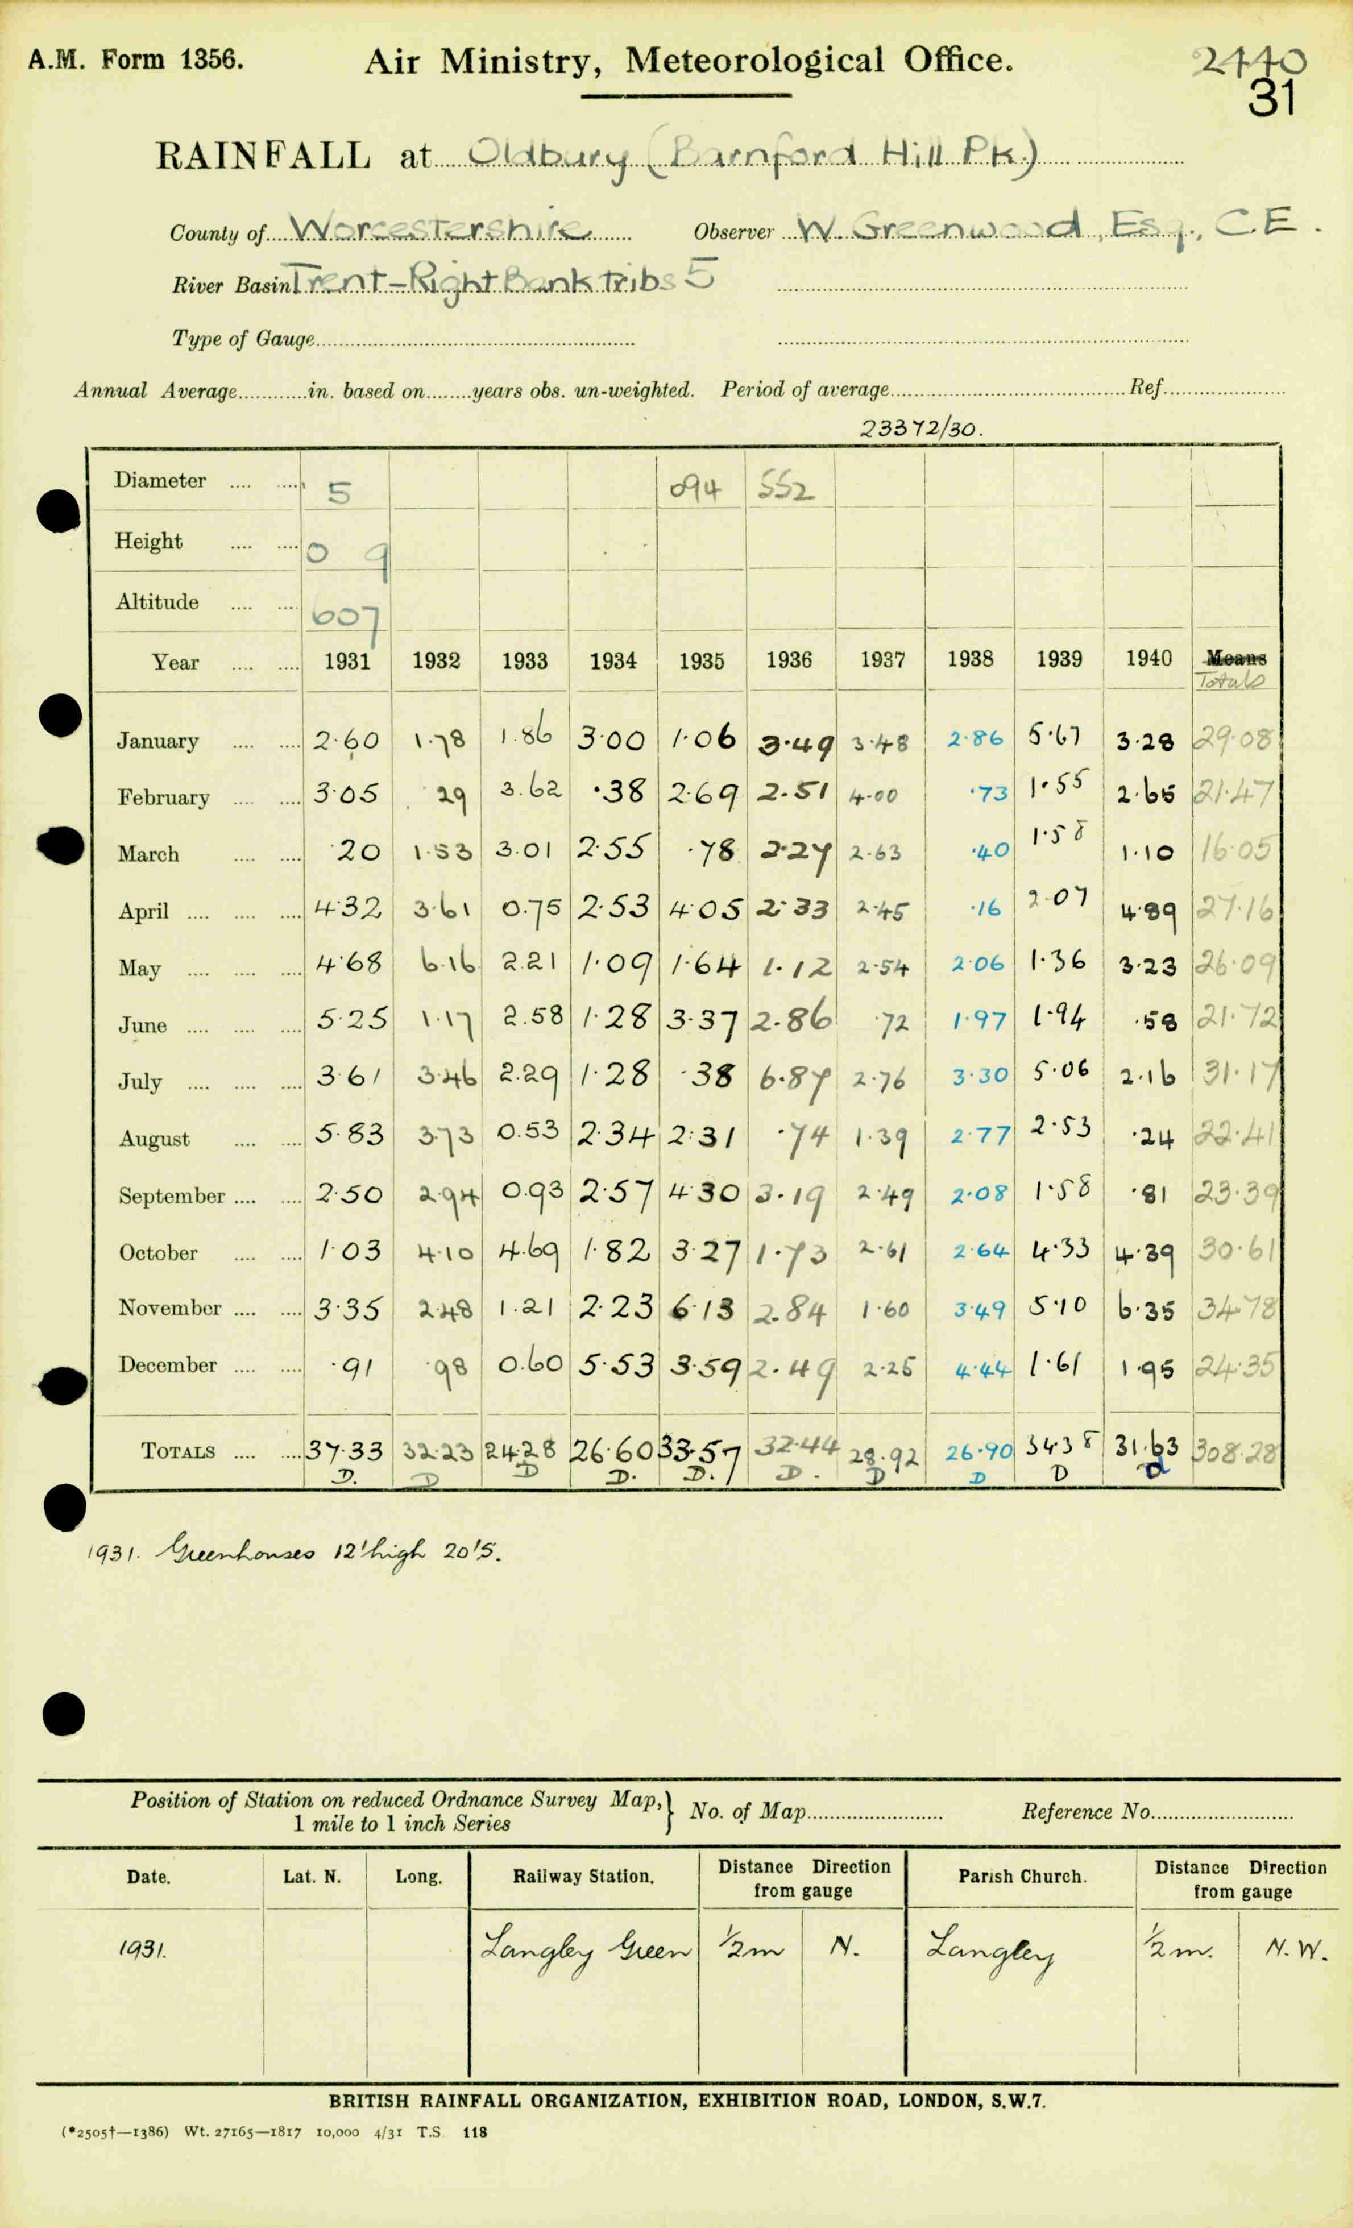 A.M. Form 1356.
Air Ministry, Meteorological Office.
2440
31
RAINFALL at Oldbury (Barnford Hill Pk.)
County of Worcestershire Observer W. Greenwood, Esq., C.E.
River Basin Trent-Right Bank tribs 5
Type of Gauge
Annual Average in. based on years obs. un-weighted. Period of average Ref.
23372/30.
Diameter 5 094 552
Height 0 9
Altitude 607
Year 1931 1932 1933 1934 1935 1936 1937 1938 1939 1940 Means
Totals
January 2.60 1.78 1.86 3.00 1.06 3.49 3.48 2.86 5.67 3.28 29.08
February 3.05 29 3.62 .38 2.69 2.51 4.00 .73 1.55 2.65 21.47
March .20 1.53 3.01 2.55 .78 2.27 2.63 .40 1.58 1.10 16.05
April 4.32 3.61 0.75 2.53 4.05 2.33 2.45 .16 2.07 4.89 27.16
May 4.68 6.16 2.21 1.09 1.64 1.12 2.54 2.06 1.36 3.23 26.09
June 5.25 1.17 2.58 1.28 3.37 2.86 .72 1.97 1.94 .58 21.72
July 3.61 3.46 2.29 1.28 .38 6.87 2.76 3.30 5.06 2.16 31.17
August 5.83 3.73 0.53 2.34 2.31 .74 1.39 2.77 2.53 .24 22.41
September 2.50 2.94 0.93 2.57 4.30 3.19 2.49 2.08 1.58 .81 23.39
October 1.03 4.10 4.69 1.82 3.27 1.73 2.61 2.64 4.33 4.39 30.61
November 3.35 2.48 1.21 2.23 6.13 2.84 1.60 3.49 5.10 6.35 34.78
December .91 .98 0.60 5.53 3.59 2.49 2.25 4.44 1.61 1.95 24.35
TOTALS 37.33 32.23 24.28 26.60 33.57 32.44 28.92 26.90 34.38 31.63 308.28
D. D D D. D. D. D D D d
1931. Greenhouses 12' high 20'S.
Position of Station on reduced Ordnance Survey Map, } No. of Map Reference No.
1 mile to 1 inch Series
Date. Lat. N. Long. Railway Station. Distance Direction from gauge Parish Church. Distance Direction from gauge
1931. Langley Green ½m N. Langley ½m. N.W.
BRITISH RAINFALL ORGANIZATION, EXHIBITION ROAD, LONDON, S.W.7.
(*2505†—1386) Wt. 27165—1817 10,000 4/31 T.S. 118